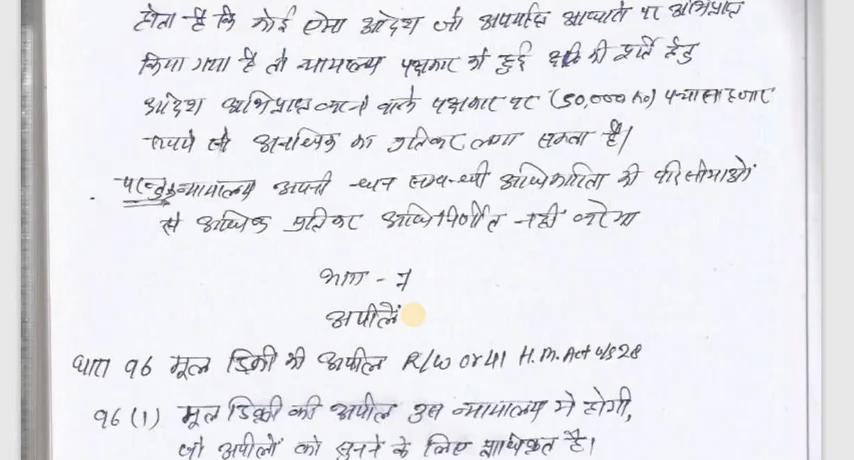 होता है कि कोई ऐसा आदेश जो अपर्याप्त आधारों पर अभिप्राप्त
किया गया है तो न्यायालय पक्षकार को हुई क्षति की पूर्ति हेतु
आदेश अभिप्राप्त करने वाले पक्षकार पर (50,000 रु०) पचास हजार
रुपये से अनधिक का प्रतिकर लगा सकता है।
परन्तु न्यायालय अपनी धन सम्बन्धी अधिकारिता की परिसीमाओं
से अधिक प्रतिकर अधिनिर्णीत नहीं करेगा
भाग - 7
अपीलें
धारा 96 मूल डिक्री की अपील R/W Or 41 H.M. Act u/s 28
96 (1) मूल डिक्री की अपील उस न्यायालय मे होगी,
जो अपीलों को सुनने के लिए प्राधिकृत है।